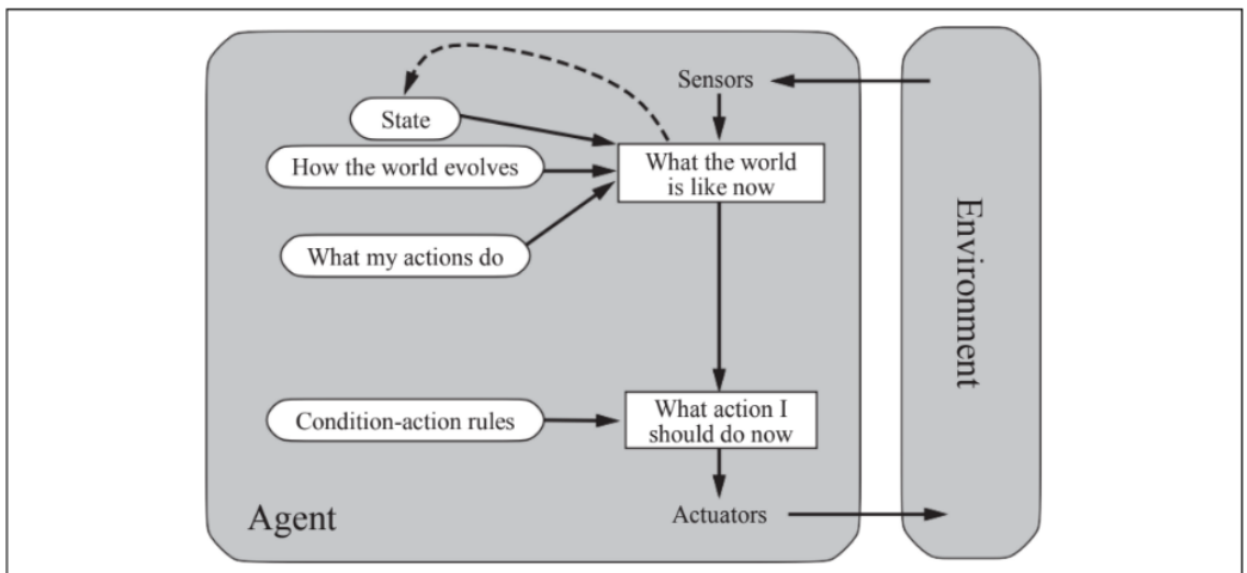 Sensors
State
How the world evolves
What the world
is like now
What my actions do
Condition-action rules
What action I
should do now
Agent
Actuators
Environment